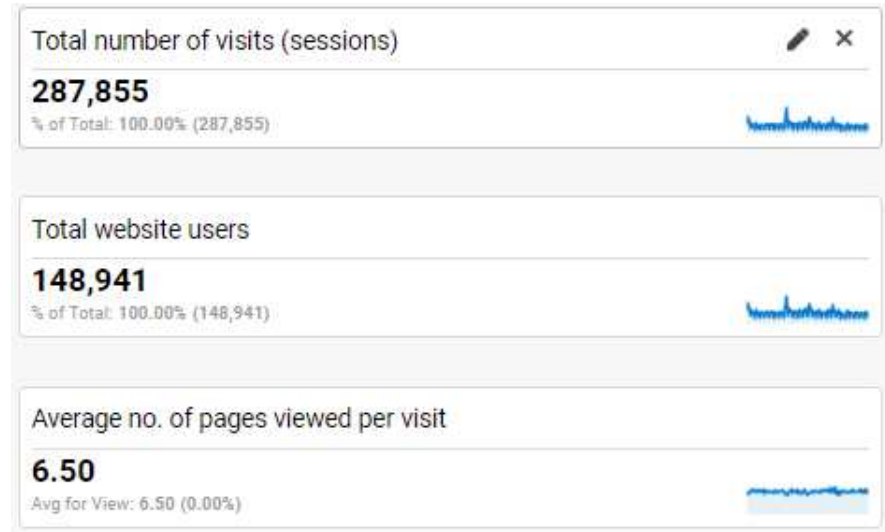 Total number of visits (sessions)
287,855
% of Total: 100.00% (287,855)
Total website users
148,941
% of Total: 100.00% (148,941)
Average no. of pages viewed per visit
6.50
Avg for View: 6.50 (0.00%)